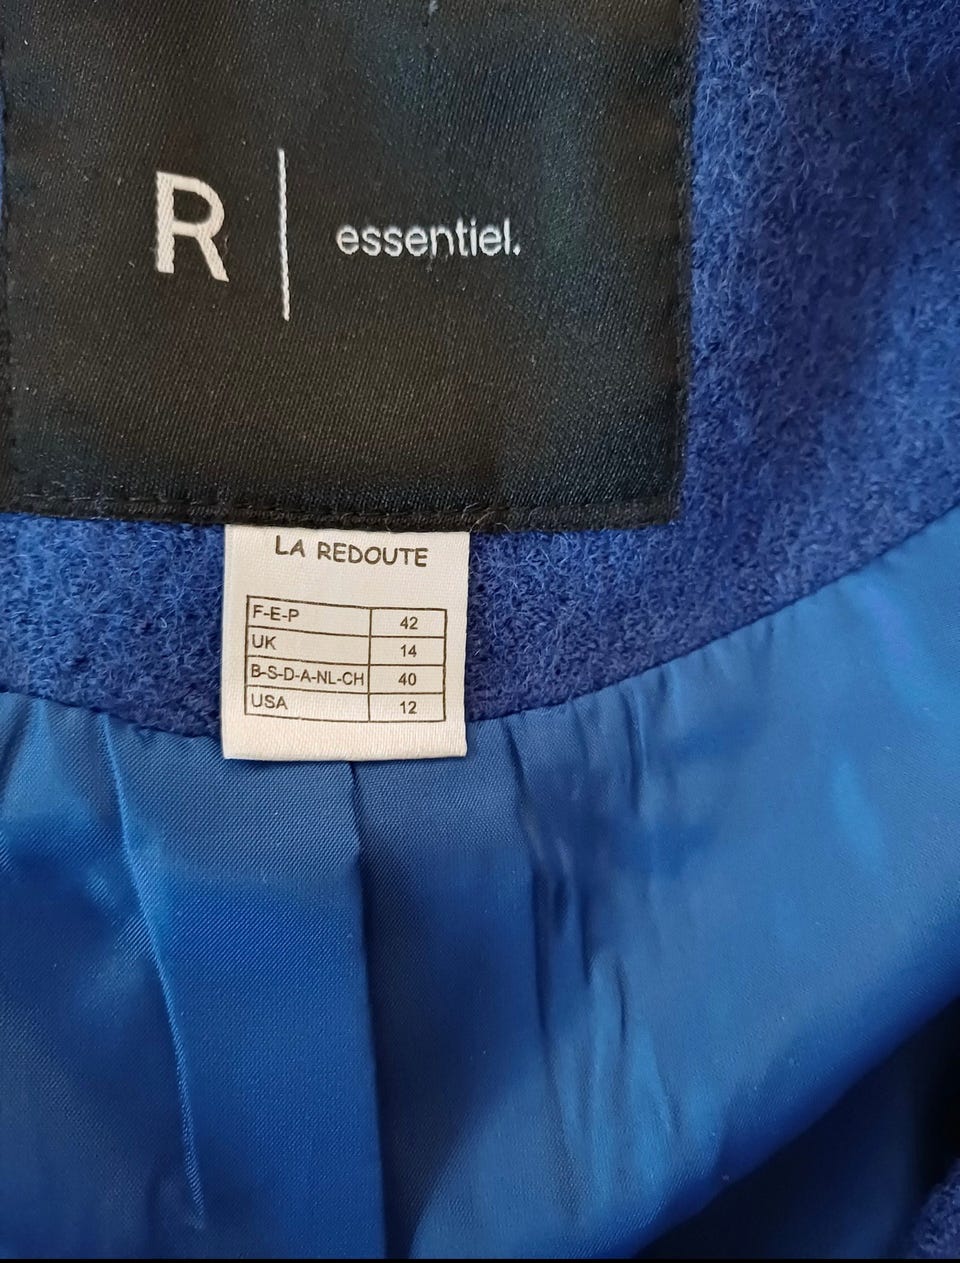 R | essentiel.
LA REDOUTE
F-E-P 42
UK 14
B-S-D-A-NL-CH 40
USA 12